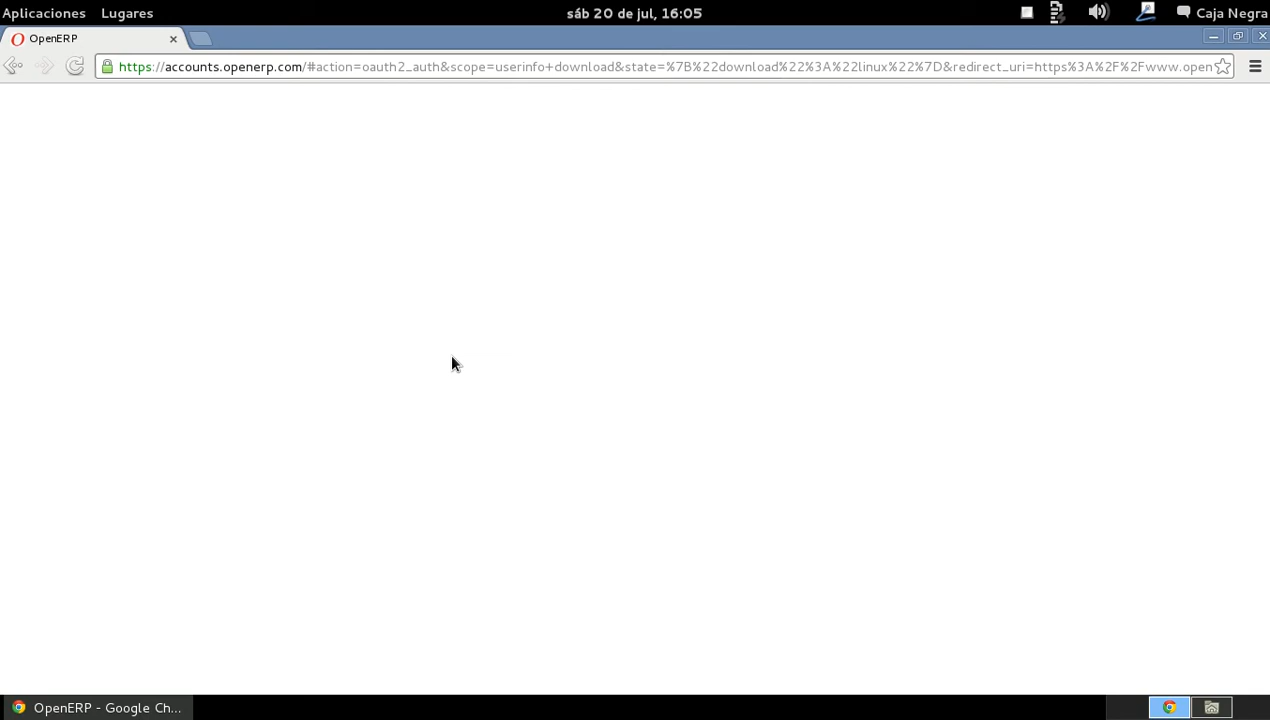 Aplicaciones Lugares sáb 20 de jul, 16:05 Caja Negra
OpenERP
https://accounts.openerp.com/#action=oauth2_auth&scope=userinfo+download&state=%7B%22download%22%3A%22linux%22%7D&redirect_uri=https%3A%2F%2Fwww.open
OpenERP - Google Ch...